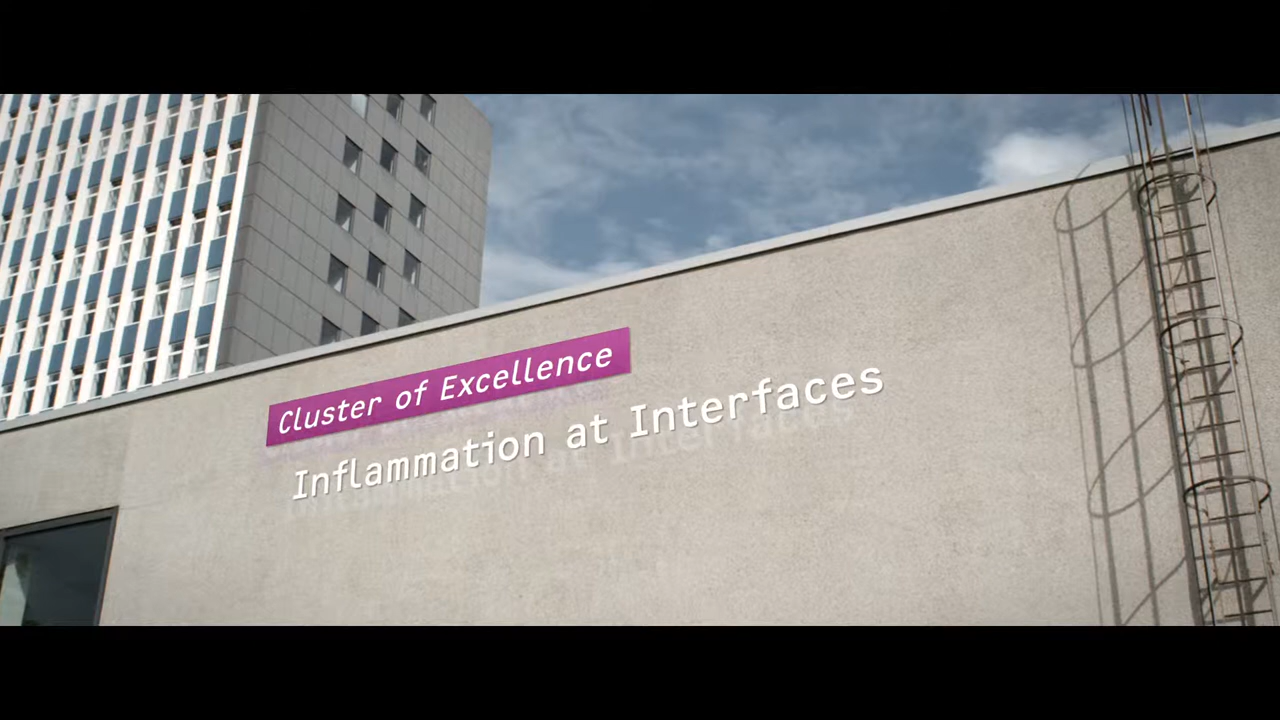 Cluster of Excellence
Inflammation at Interfaces